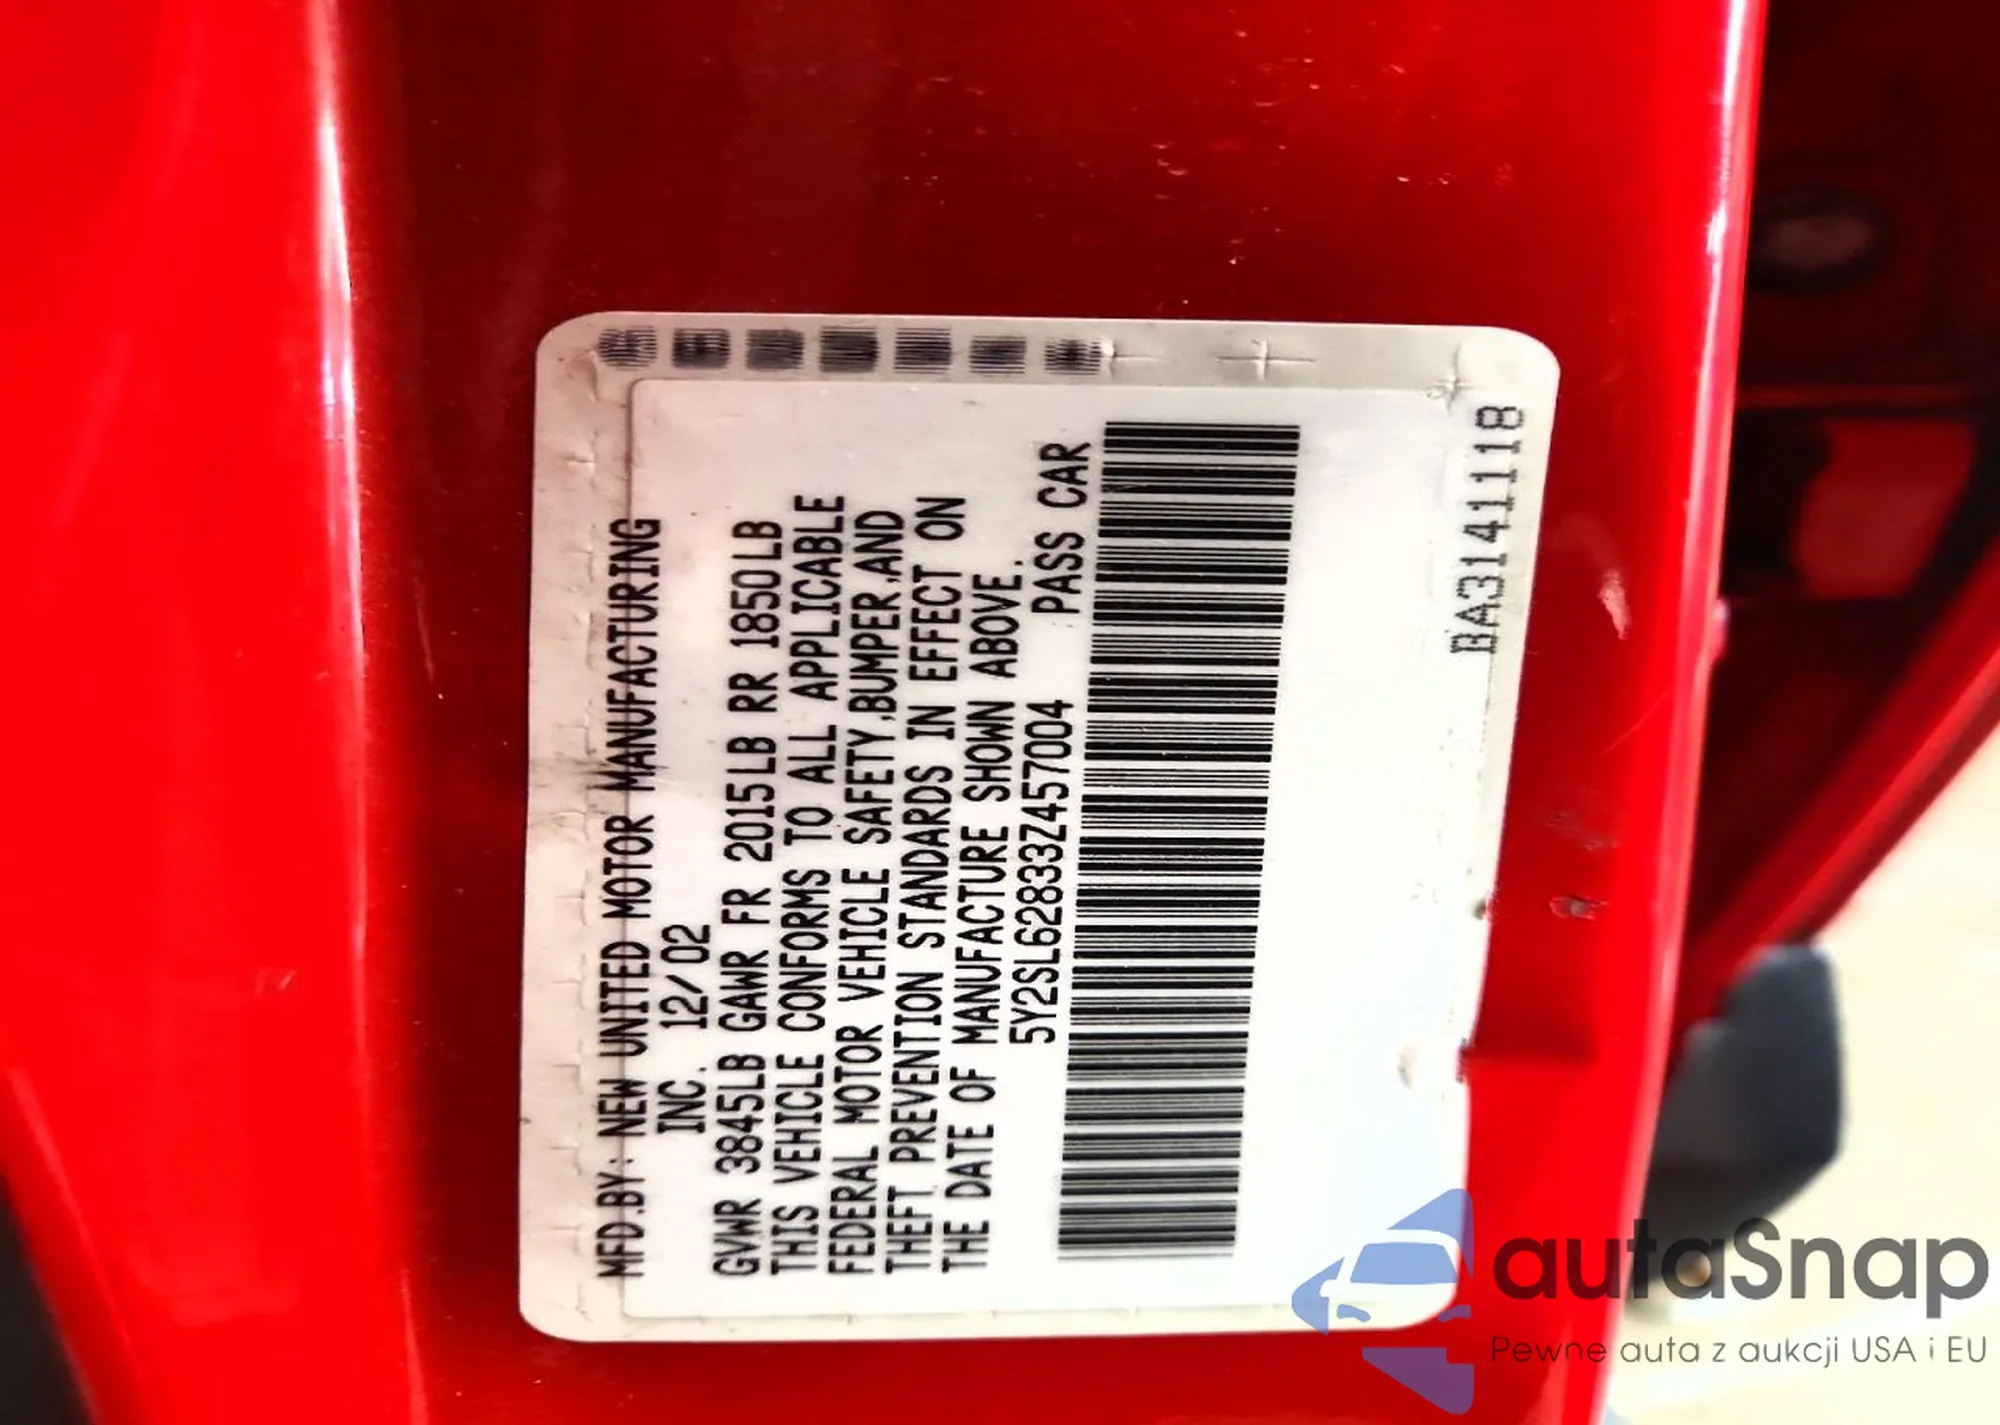 MFD.BY: NEW UNITED MOTOR MANUFACTURING
INC. 12/02
GVWR 3845LB GAWR FR 2015LB RR 1850LB
THIS VEHICLE CONFORMS TO ALL APPLICABLE
FEDERAL MOTOR VEHICLE SAFETY,BUMPER,AND
THEFT PREVENTION STANDARDS IN EFFECT ON
THE DATE OF MANUFACTURE SHOWN ABOVE.
5Y2SL62833Z457004 PASS CAR
BA3141118
autaSnap
Pewne auta z aukcji USA i EU